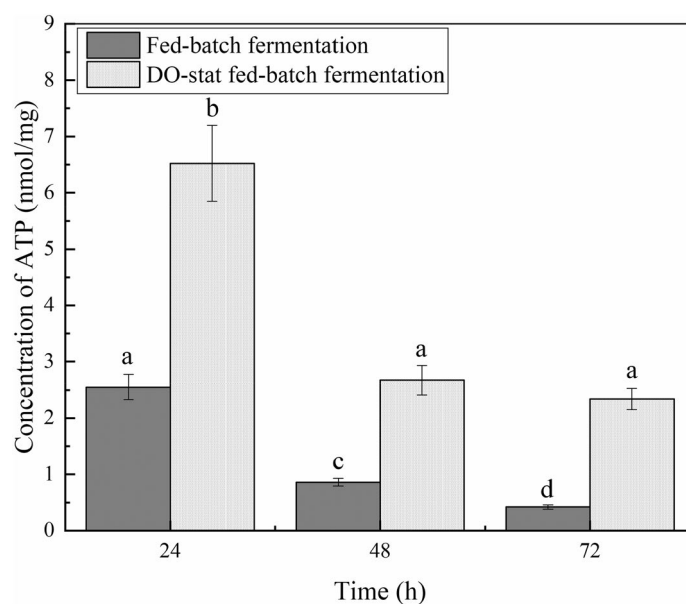 9
8
7
6
5
4
3
2
1
0
Concentration of ATP (nmol/mg)
Fed-batch fermentation
DO-stat fed-batch fermentation
b
a
a
a
c
d
24
48
72
Time (h)